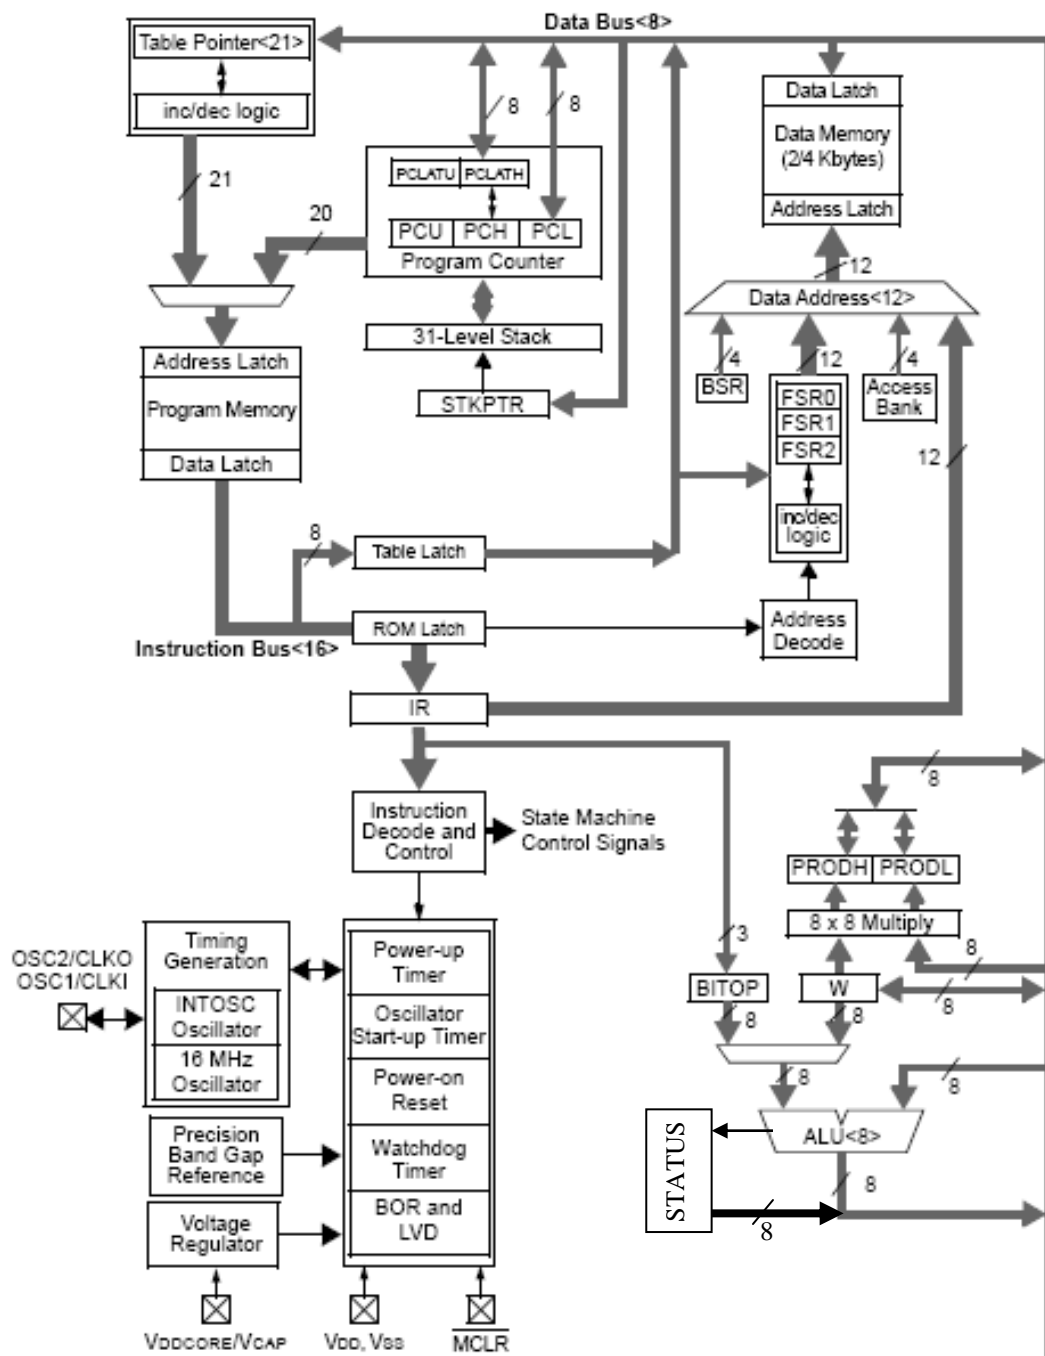 Data Bus<8>
Table Pointer<21>
inc/dec logic
21
8
8
PCLATU PCLATH
PCU PCH PCL
Program Counter
20
31-Level Stack
STKPTR
Data Latch
Data Memory
(2/4 Kbytes)
Address Latch
12
Data Address<12>
4
12
4
BSR
FSR0
FSR1
FSR2
inc/dec
logic
Access
Bank
12
Address Latch
Program Memory
Data Latch
8
Table Latch
ROM Latch
Instruction Bus<16>
Address
Decode
IR
Instruction
Decode and
Control
State Machine
Control Signals
8
PRODH PRODL
8 x 8 Multiply
3
8
BITOP
W
8
8
8
8
8
ALU<8>
8
STATUS
8
OSC2/CLKO
OSC1/CLKI
Timing
Generation
INTOSC
Oscillator
16 MHz
Oscillator
Power-up
Timer
Oscillator
Start-up Timer
Power-on
Reset
Watchdog
Timer
BOR and
LVD
Precision
Band Gap
Reference
Voltage
Regulator
VDDCORE/VCAP
VDD, VSS
MCLR